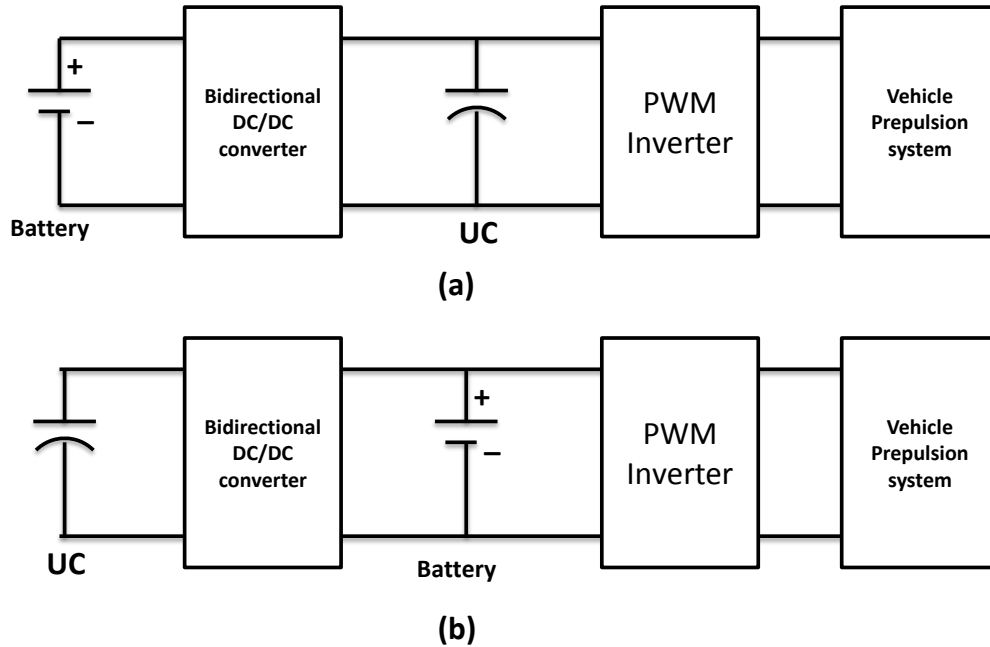 +
−
Battery
Bidirectional
DC/DC
converter
UC
PWM
Inverter
Vehicle
Prepulsion
system
(a)
UC
Bidirectional
DC/DC
converter
+
−
Battery
PWM
Inverter
Vehicle
Prepulsion
system
(b)